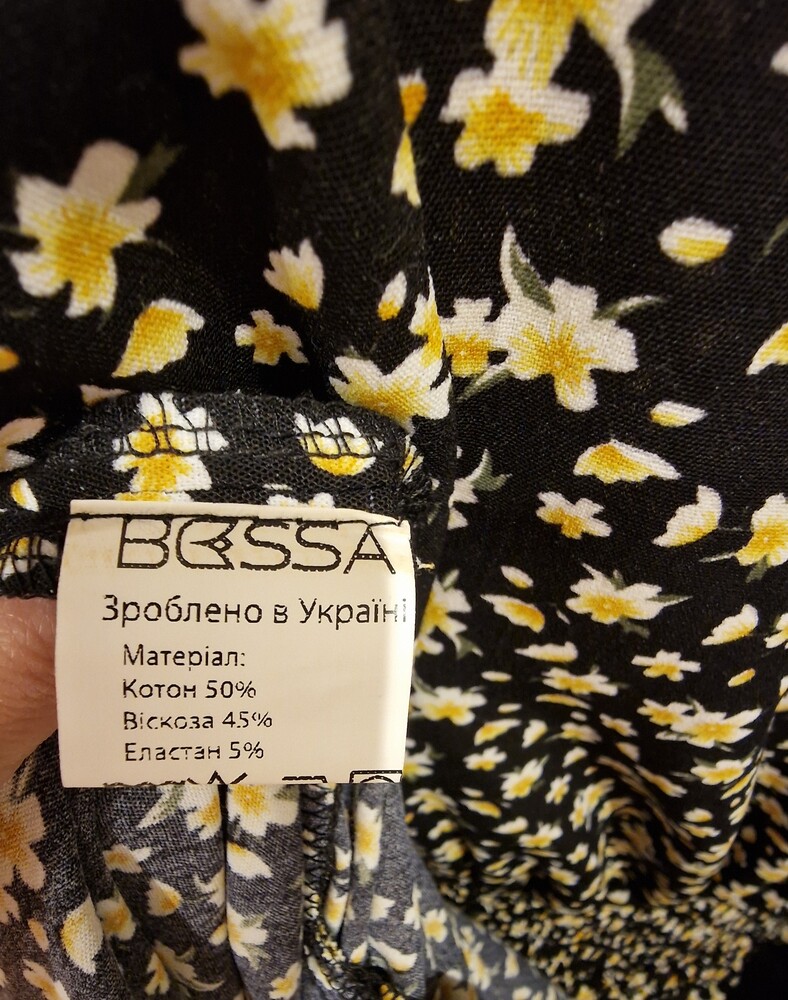 BOSSA
Зроблено в Україні
Матеріал:
Котон 50%
Віскоза 45%
Еластан 5%